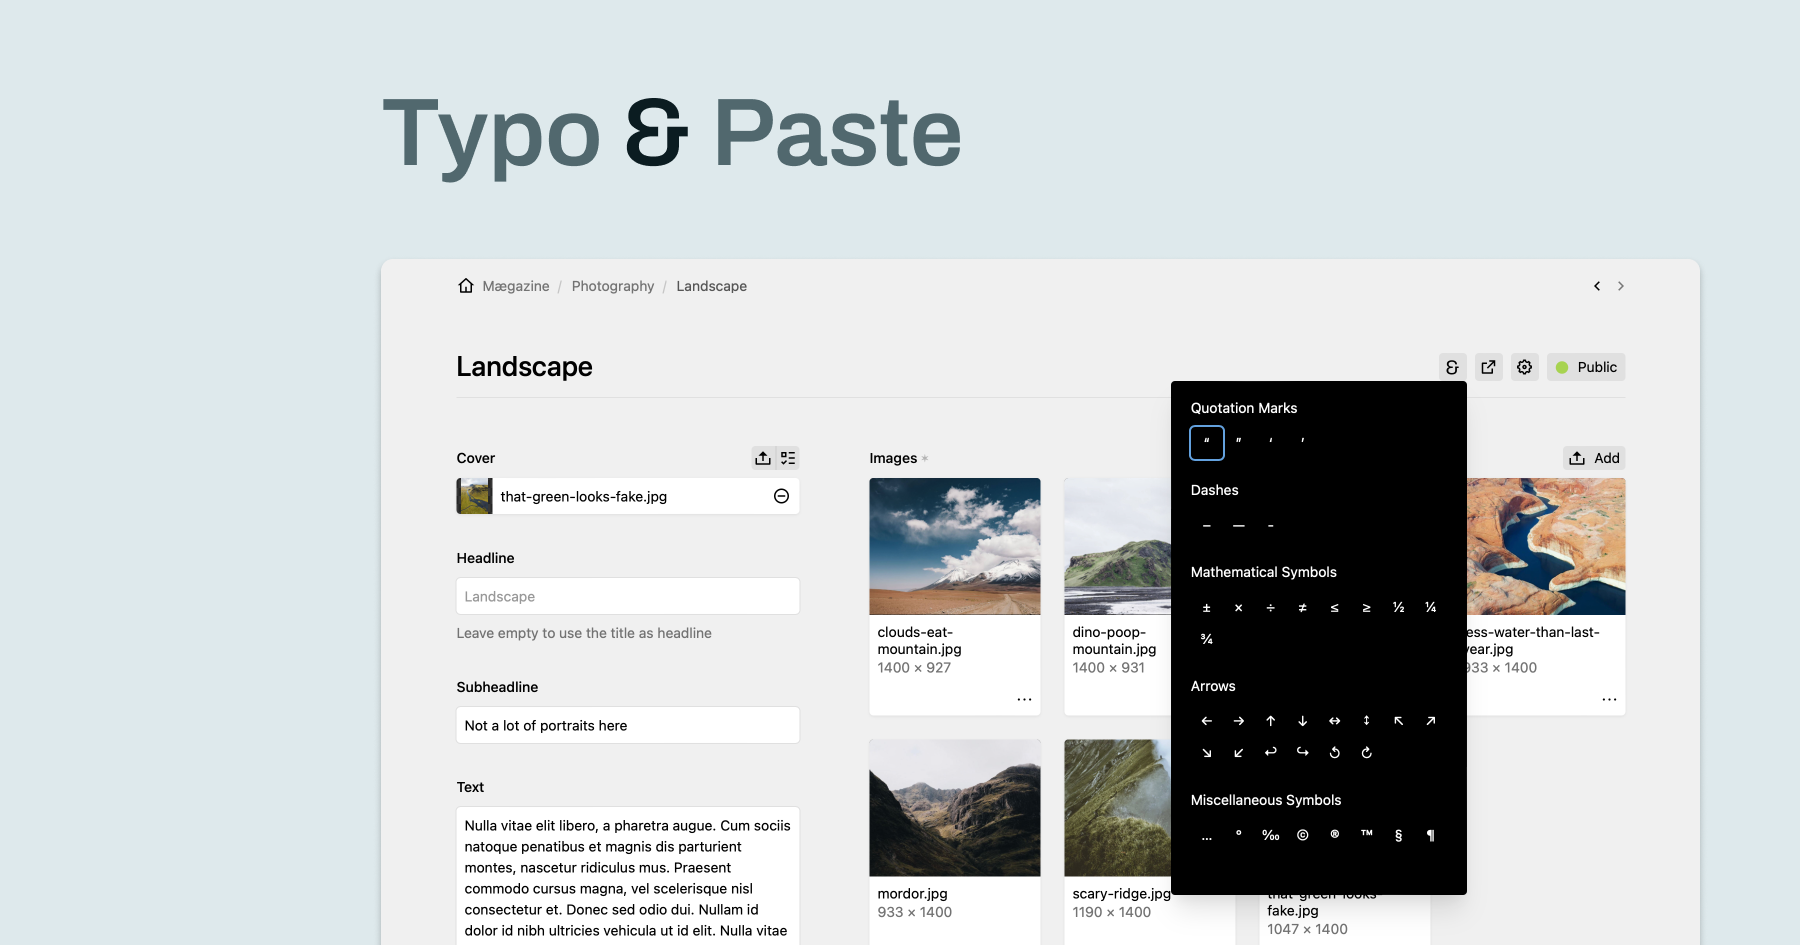 Typo & Paste
Mægazine / Photography / Landscape
Landscape
Public
Cover
that-green-looks-fake.jpg
Headline
Landscape
Leave empty to use the title as headline
Subheadline
Not a lot of portraits here
Text
Nulla vitae elit libero, a pharetra augue. Cum sociis
natoque penatibus et magnis dis parturient
montes, nascetur ridiculus mus. Praesent
commodo cursus magna, vel scelerisque nisl
consectetur et. Donec sed odio dui. Nullam id
dolor id nibh ultricies vehicula ut id elit. Nulla vitae
Images *
Add
clouds-eat-
mountain.jpg
1400 × 927
dino-poop-
mountain.jpg
1400 × 931
ess-water-than-last-
year.jpg
933 × 1400
mordor.jpg
933 × 1400
scary-ridge.jpg
1190 × 1400
that-green-looks-
fake.jpg
1047 × 1400
Quotation Marks
“ ” ‘ ’
Dashes
– — -
Mathematical Symbols
± × ÷ ≠ ≤ ≥ ½ ¼
¾
Arrows
← → ↑ ↓ ↔ ↕ ↖ ↗
↘ ↙ ↩ ↪ ↺ ↻
Miscellaneous Symbols
… ° ‰ © ® ™ § ¶